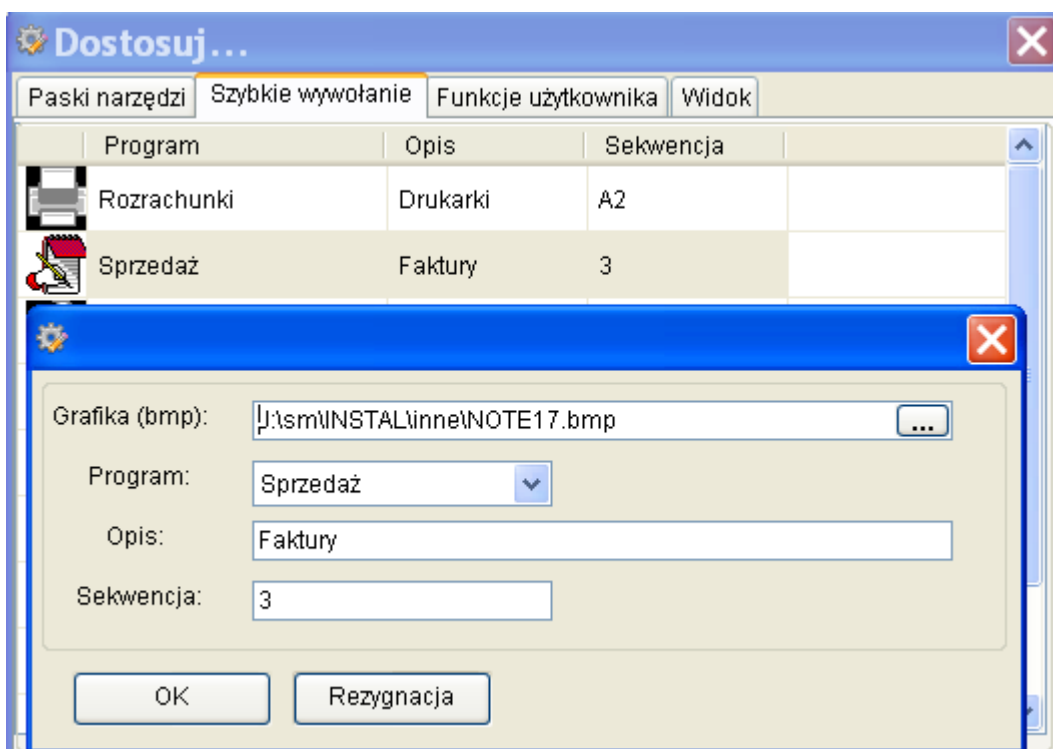 Dostosuj...
Paski narzędzi Szybkie wywołanie Funkcje użytkownika Widok
Program Opis Sekwencja
Rozrachunki Drukarki A2
Sprzedaż Faktury 3
Grafika (bmp): J:\sm\INSTAL\inne\NOTE17.bmp ...
Program: Sprzedaż
Opis: Faktury
Sekwencja: 3
OK Rezygnacja